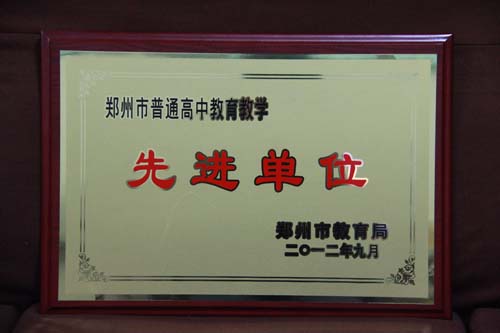 郑州市普通高中教育教学
先进单位
郑州市教育局
二〇一二年九月